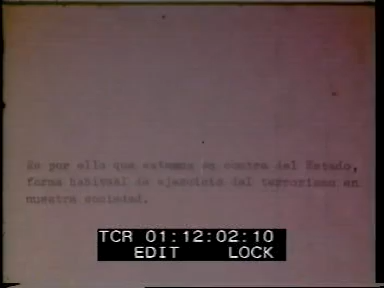 Es por ello que estamos en contra del Estado,
forma habitual de ejercicio del terrorismo en
nuestra sociedad.
TCR 01:12:02:10
EDIT LOCK